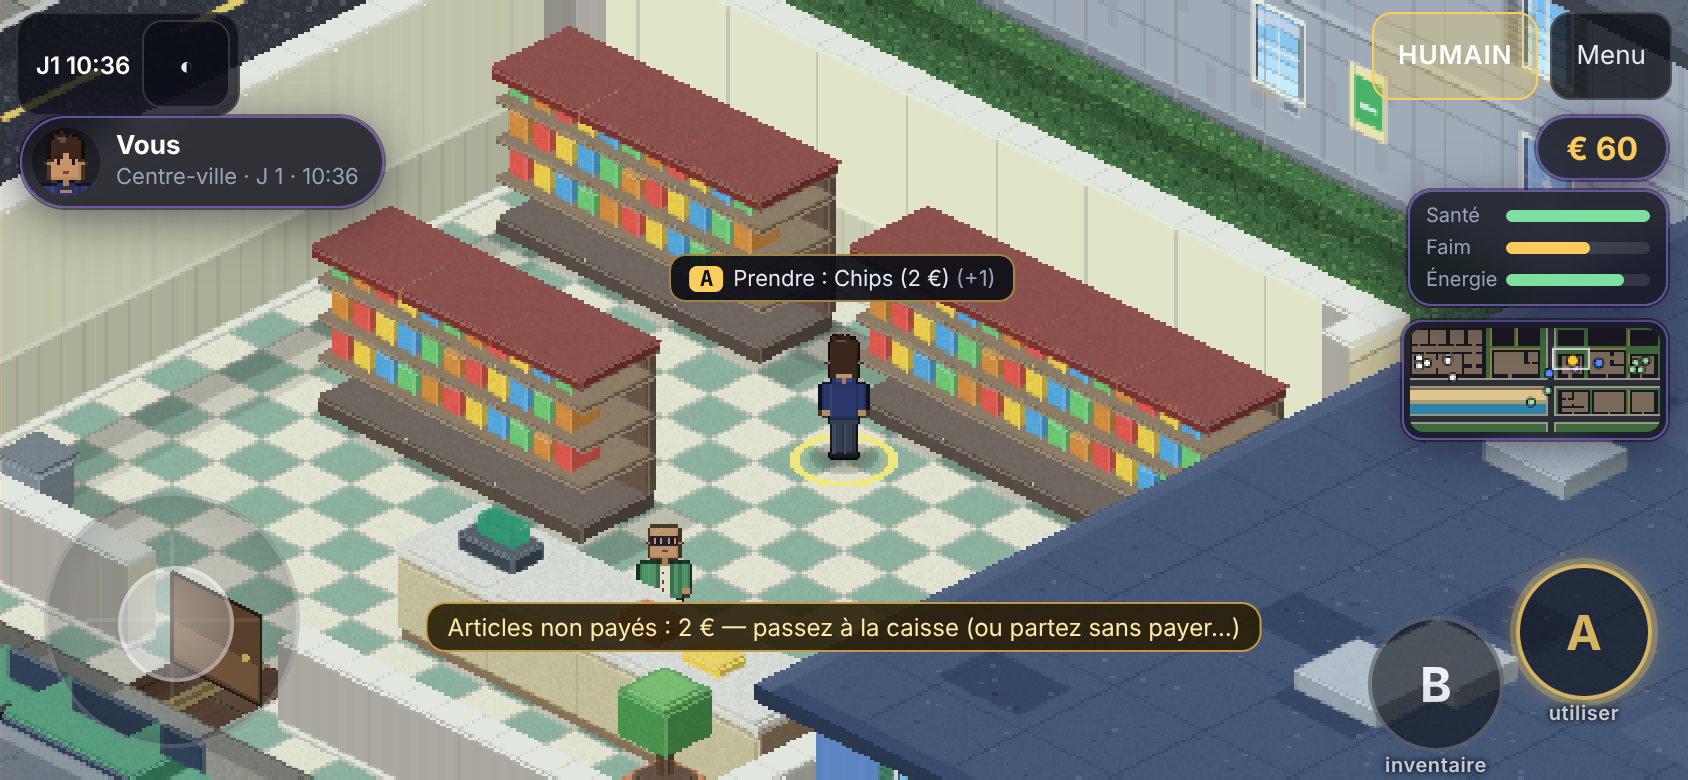 J1 10:36
HUMAIN
Menu
Vous
Centre-ville · J 1 · 10:36
€ 60
Santé
Faim
Énergie
A Prendre : Chips (2 €) (+1)
Articles non payés : 2 € — passez à la caisse (ou partez sans payer...)
A
utiliser
B
inventaire